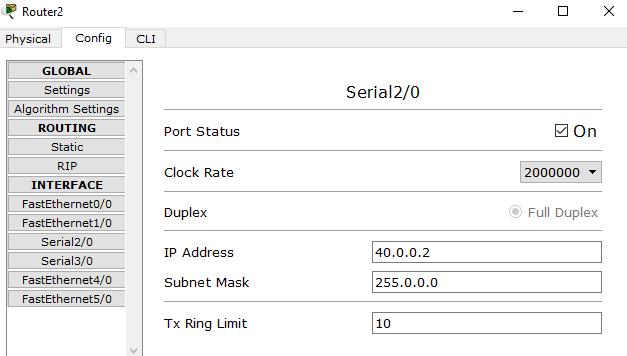 Router2
Physical Config CLI
GLOBAL
Settings
Algorithm Settings
ROUTING
Static
RIP
INTERFACE
FastEthernet0/0
FastEthernet1/0
Serial2/0
Serial3/0
FastEthernet4/0
FastEthernet5/0
Serial2/0
Port Status On
Clock Rate 2000000
Duplex Full Duplex
IP Address 40.0.0.2
Subnet Mask 255.0.0.0
Tx Ring Limit 10